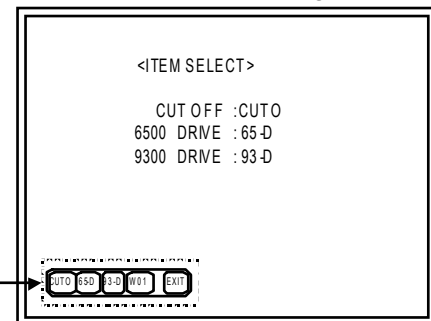 <ITEM SELECT>
CUT OFF :CUTO
6500 DRIVE :65-D
9300 DRIVE :93-D
CUTO 65-D 93-D W01 EXIT